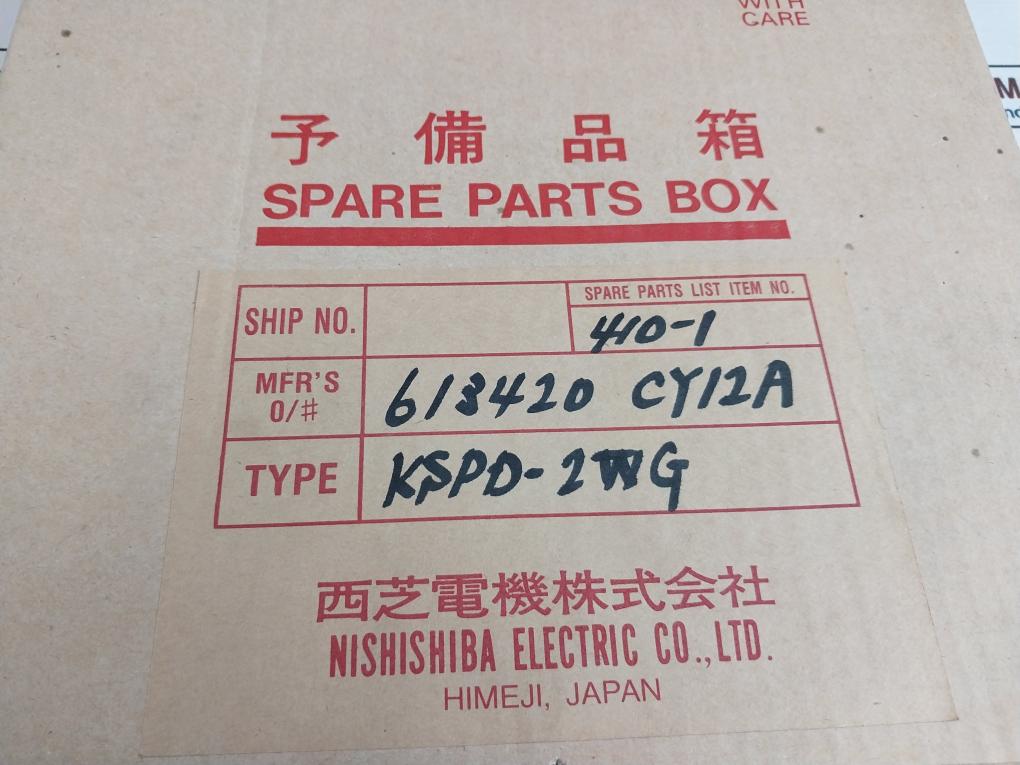 WITH
CARE
予備品箱
SPARE PARTS BOX
SHIP NO.
SPARE PARTS LIST ITEM NO.
410-1
MFR'S
O/#
613420 CY12A
TYPE
KSPD-2WG
西芝電機株式会社
NISHISHIBA ELECTRIC CO.,LTD.
HIMEJI, JAPAN